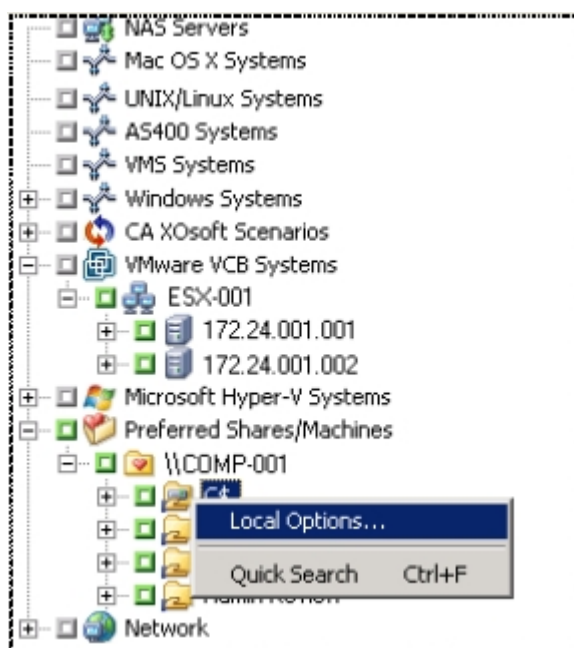 NAS Servers
Mac OS X Systems
UNIX/Linux Systems
AS400 Systems
VMS Systems
Windows Systems
CA XOsoft Scenarios
VMware VCB Systems
ESX-001
172.24.001.001
172.24.001.002
Microsoft Hyper-V Systems
Preferred Shares/Machines
\\COMP-001
C$
Local Options...
Quick Search Ctrl+F
Network